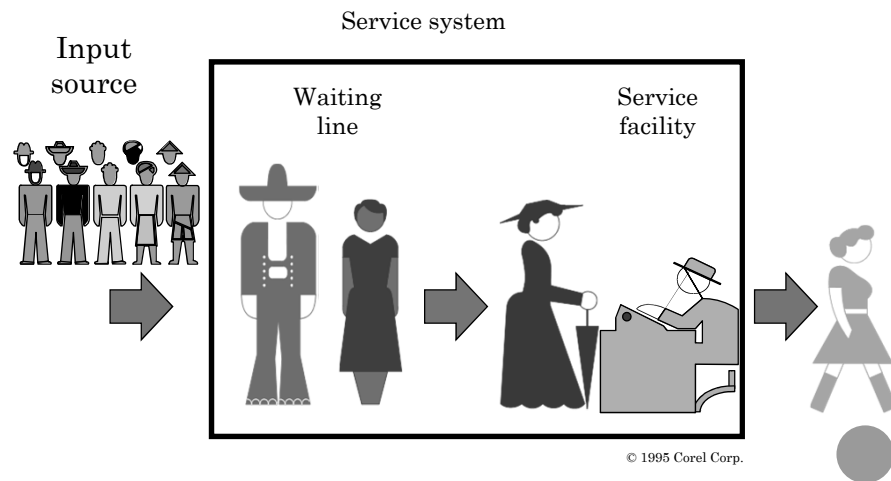 Service system
Input
source
Waiting
line
Service
facility
© 1995 Corel Corp.